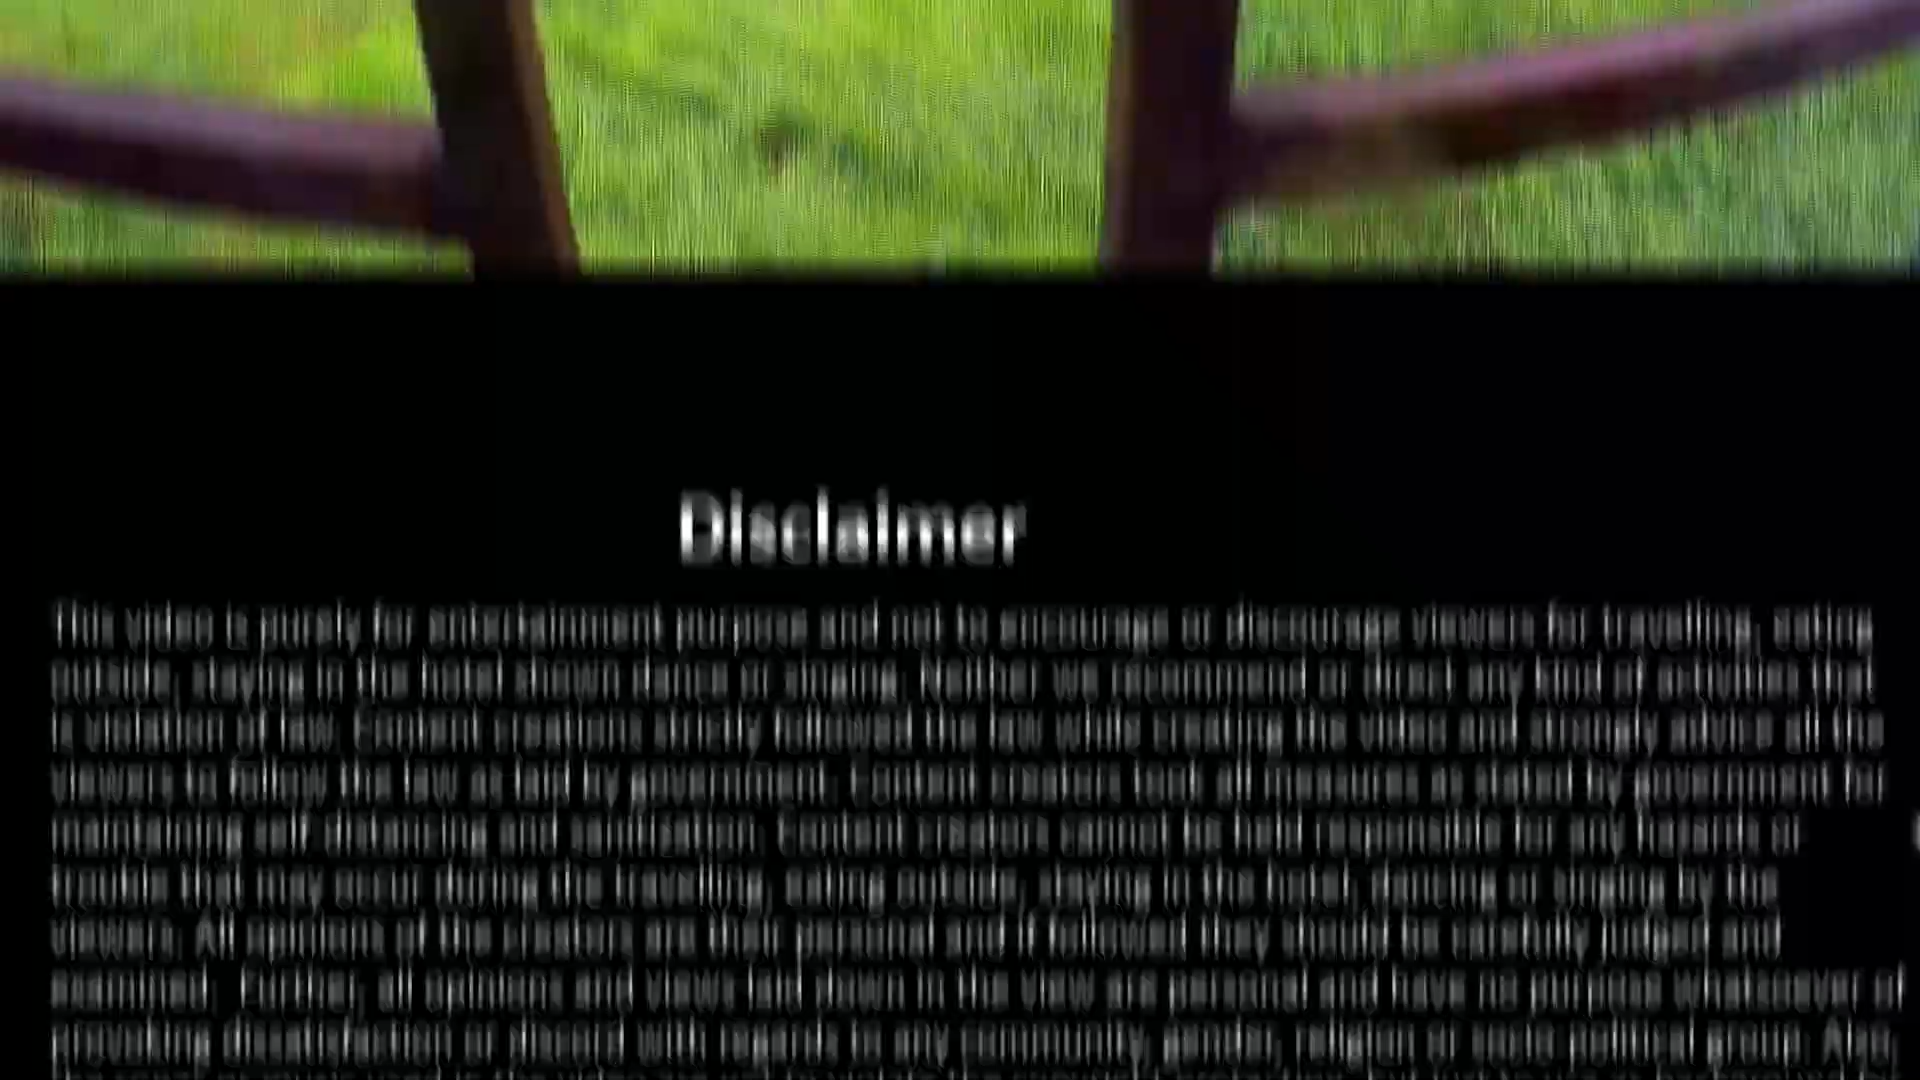 Disclaimer
This video is purely for entertainment purpose and not to encourage or discourage viewers for travelling, eating
outside, staying in the hotel shown dance or singing. Neither we recommend or direct any kind of activities that
is violation of law. Content creations strictly followed the law while creating the video and strongly advice all the
viewers to follow the law as laid by government. Content creators took all measures as stated by government for
maintaining self distancing and sanitisation. Content creators cannot be held responsible for any hazards or
trouble that may occur during the travelling, eating outside, staying in the hotel, dancing or singing by the
viewers. All opinions of the creators are their personal and if followed they should be carefully judged and
examined. Further, all opinions and views laid down in the view are personal and have no purpose whatsoever of
provoking disaffection or discord with regards to any community, gender, religion or socio political group. Any